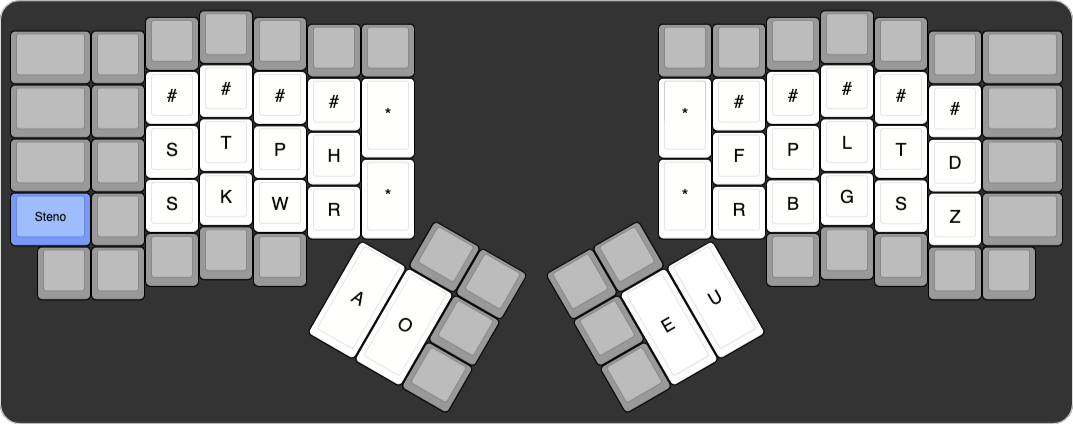 # # # # *
S T P H
Steno S K W R *
A O
* # # # # #
F P L T D
* R B G S Z
E U